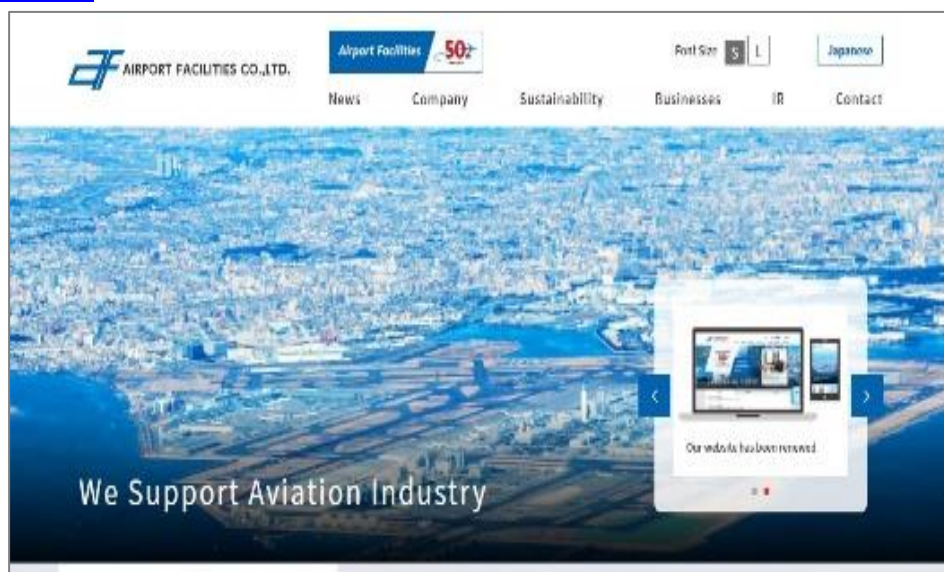 AIRPORT FACILITIES CO.,LTD.
Airport Facilities 50
Font Size S L
Japanese
News Company Sustainability Businesses IR Contact
Our website has been renewed
We Support Aviation Industry